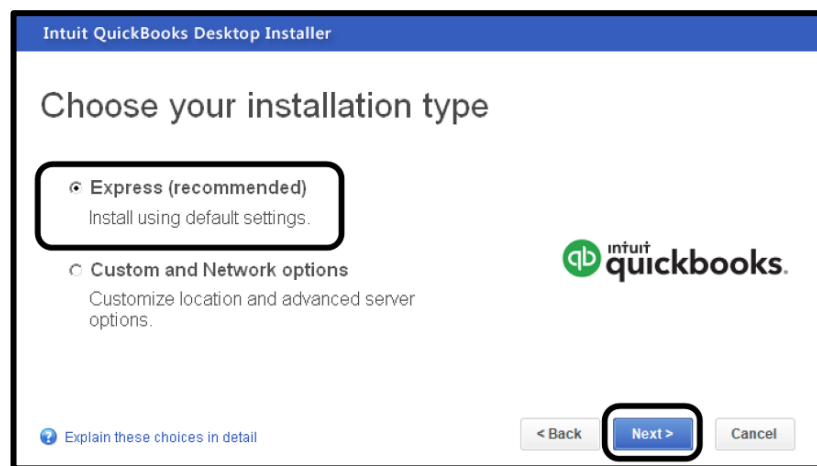 Intuit QuickBooks Desktop Installer
Choose your installation type
Express (recommended)
Install using default settings.
Custom and Network options
Customize location and advanced server
options.
intuit
quickbooks.
Explain these choices in detail
< Back
Next >
Cancel